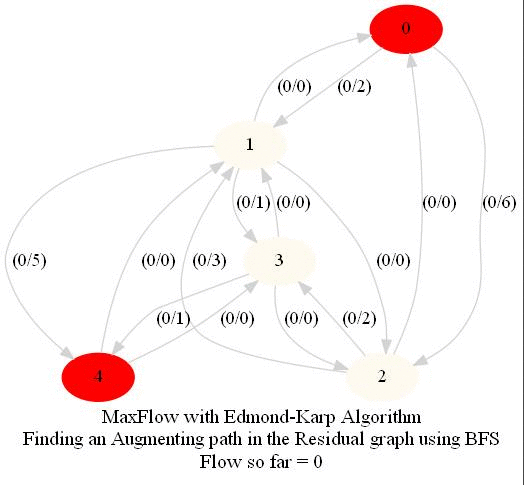 0
(0/0) (0/2)
1
(0/1) (0/0) (0/0) (0/6)
(0/5) (0/0) (0/3) 3 (0/0)
(0/1) (0/0) (0/0) (0/2)
4 2
MaxFlow with Edmond-Karp Algorithm
Finding an Augmenting path in the Residual graph using BFS
Flow so far = 0